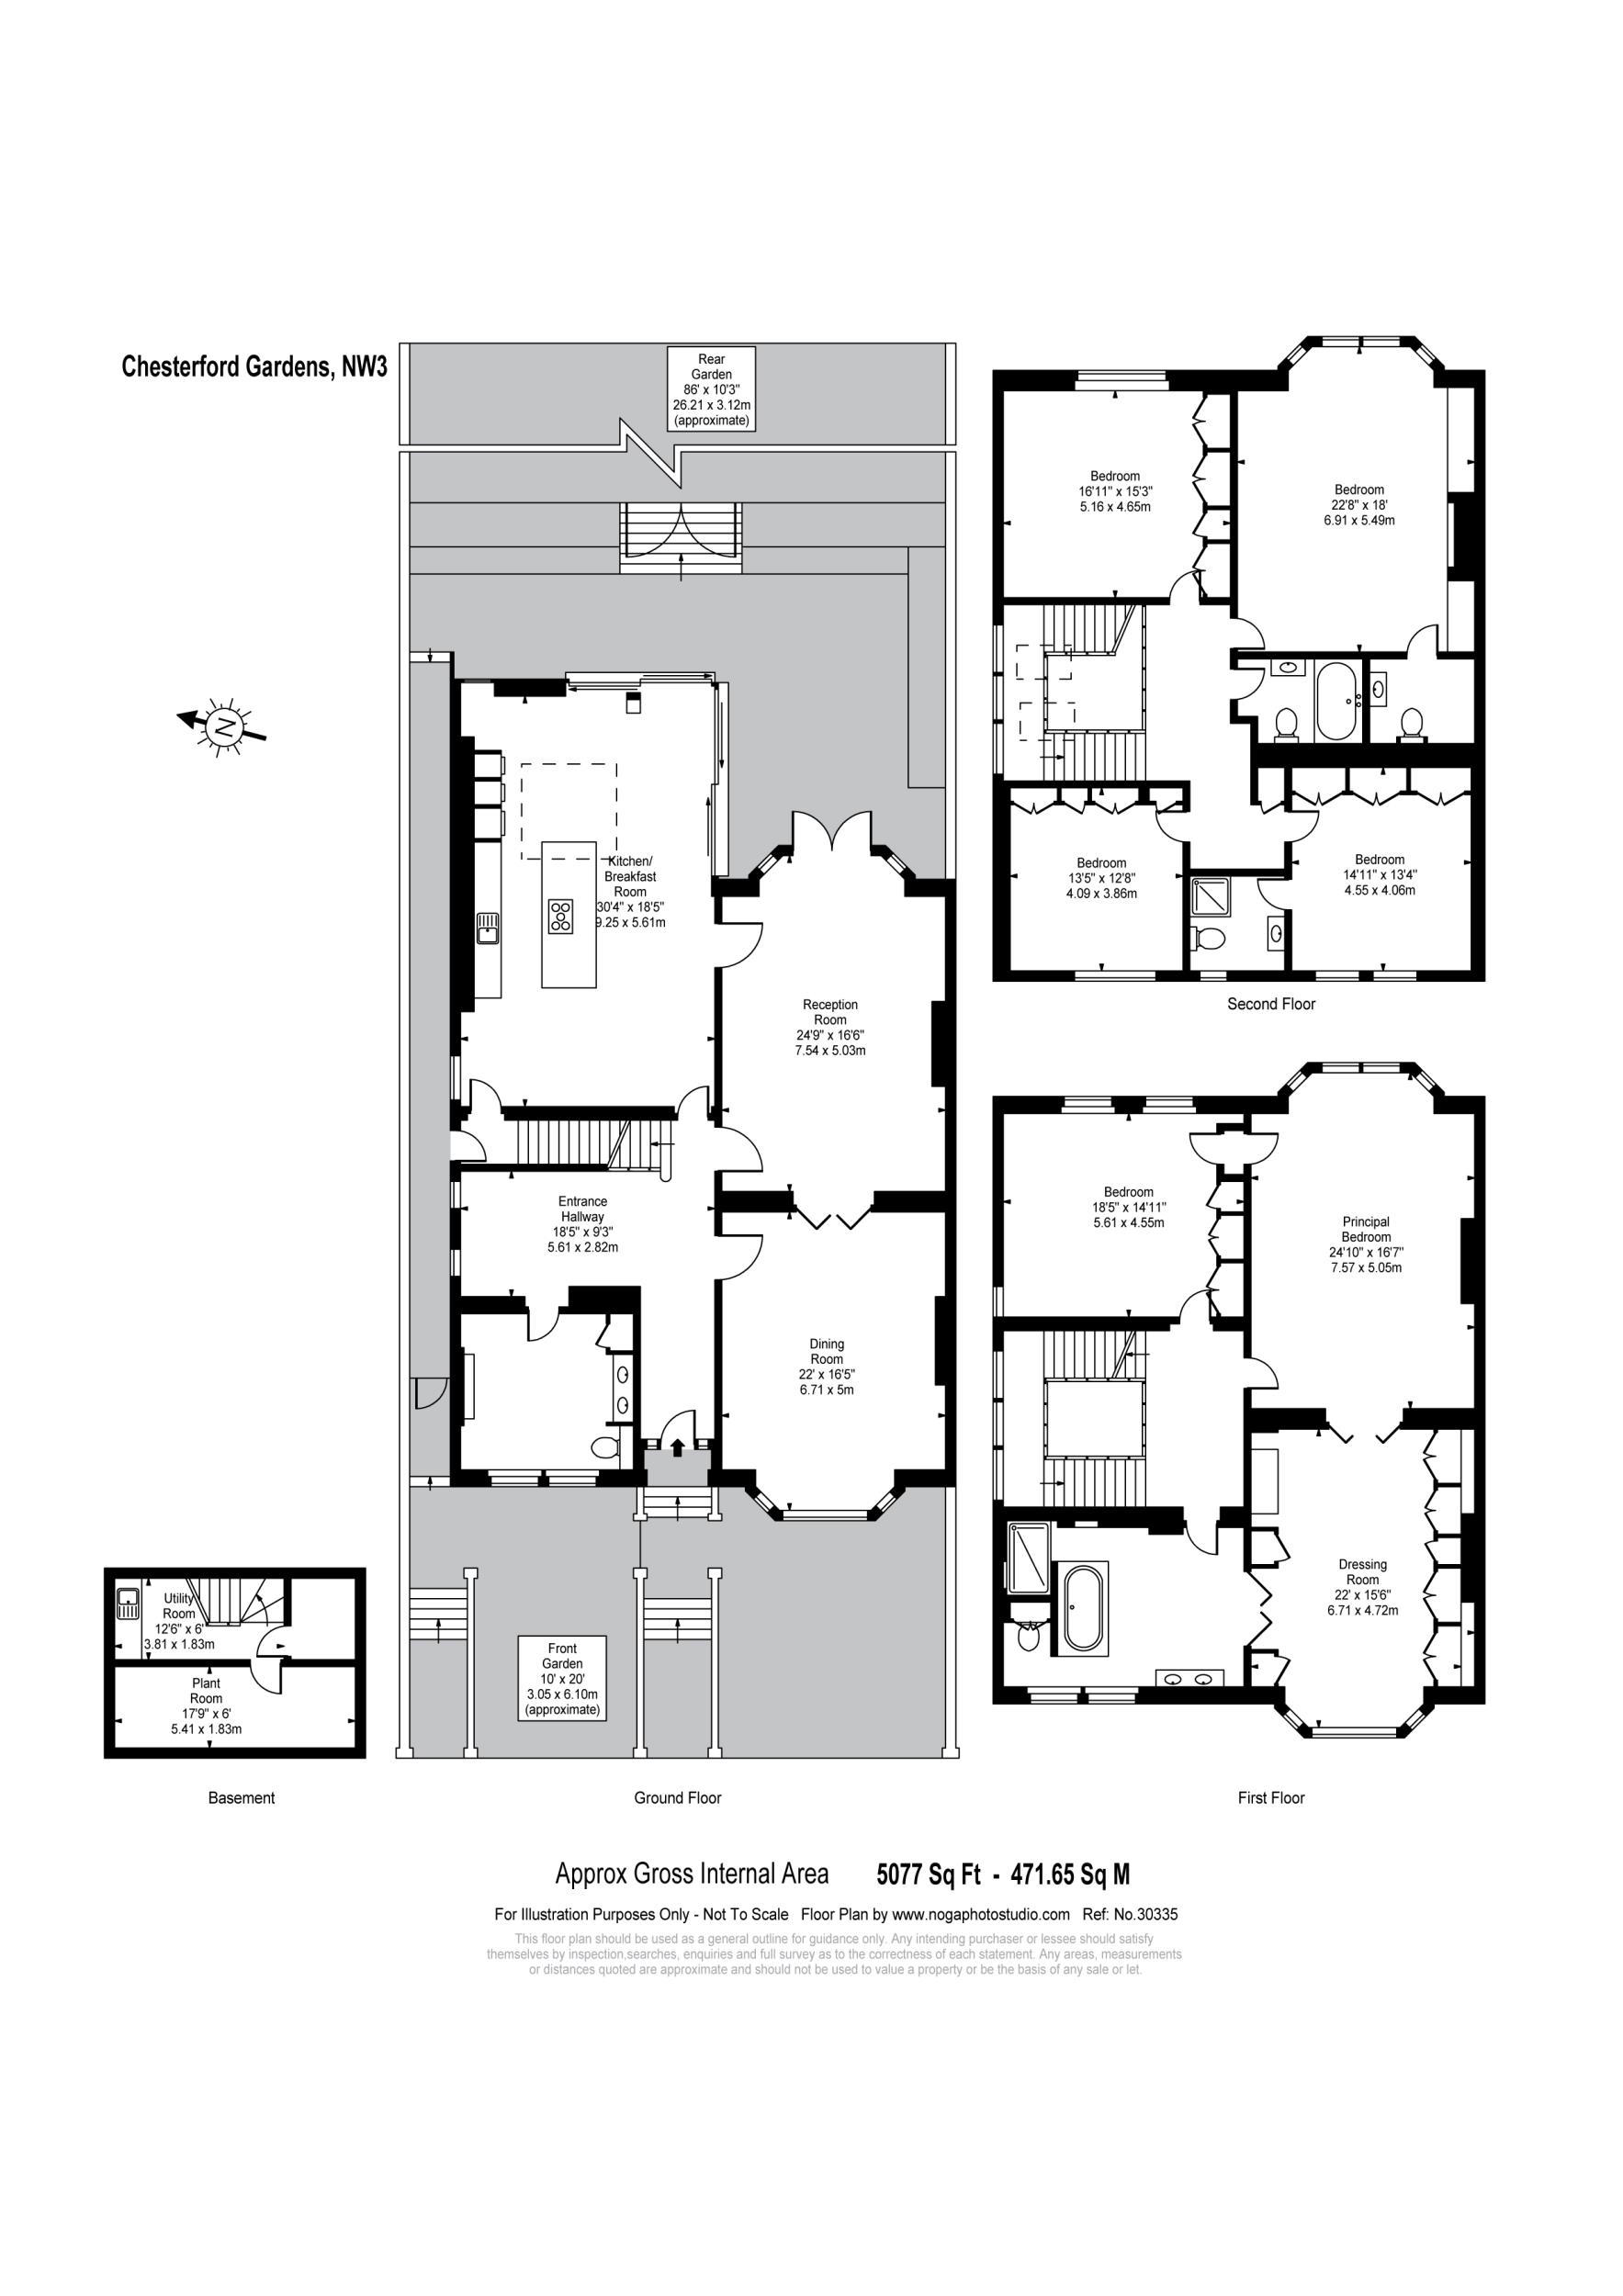 Chesterford Gardens, NW3
Rear
Garden
86' x 10'3"
26.21 x 3.12m
(approximate)
N
Kitchen/
Breakfast
Room
30'4" x 18'5"
9.25 x 5.61m
Reception
Room
24'9" x 16'6"
7.54 x 5.03m
Entrance
Hallway
18'5" x 9'3"
5.61 x 2.82m
Dining
Room
22' x 16'5"
6.71 x 5m
Front
Garden
10' x 20'
3.05 x 6.10m
(approximate)
Ground Floor
Utility
Room
12'6" x 6'
3.81 x 1.83m
Plant
Room
17'9" x 6'
5.41 x 1.83m
Basement
Bedroom
16'11" x 15'3"
5.16 x 4.65m
Bedroom
22'8" x 18'
6.91 x 5.49m
Bedroom
13'5" x 12'8"
4.09 x 3.86m
Bedroom
14'11" x 13'4"
4.55 x 4.06m
Second Floor
Bedroom
18'5" x 14'11"
5.61 x 4.55m
Principal
Bedroom
24'10" x 16'7"
7.57 x 5.05m
Dressing
Room
22' x 15'6"
6.71 x 4.72m
First Floor
Approx Gross Internal Area 5077 Sq Ft - 471.65 Sq M
For Illustration Purposes Only - Not To Scale Floor Plan by www.nogaphotostudio.com Ref: No.30335
This floor plan should be used as a general outline for guidance only. Any intending purchaser or lessee should satisfy
themselves by inspection,searches, enquiries and full survey as to the correctness of each statement. Any areas, measurements
or distances quoted are approximate and should not be used to value a property or be the basis of any sale or let.